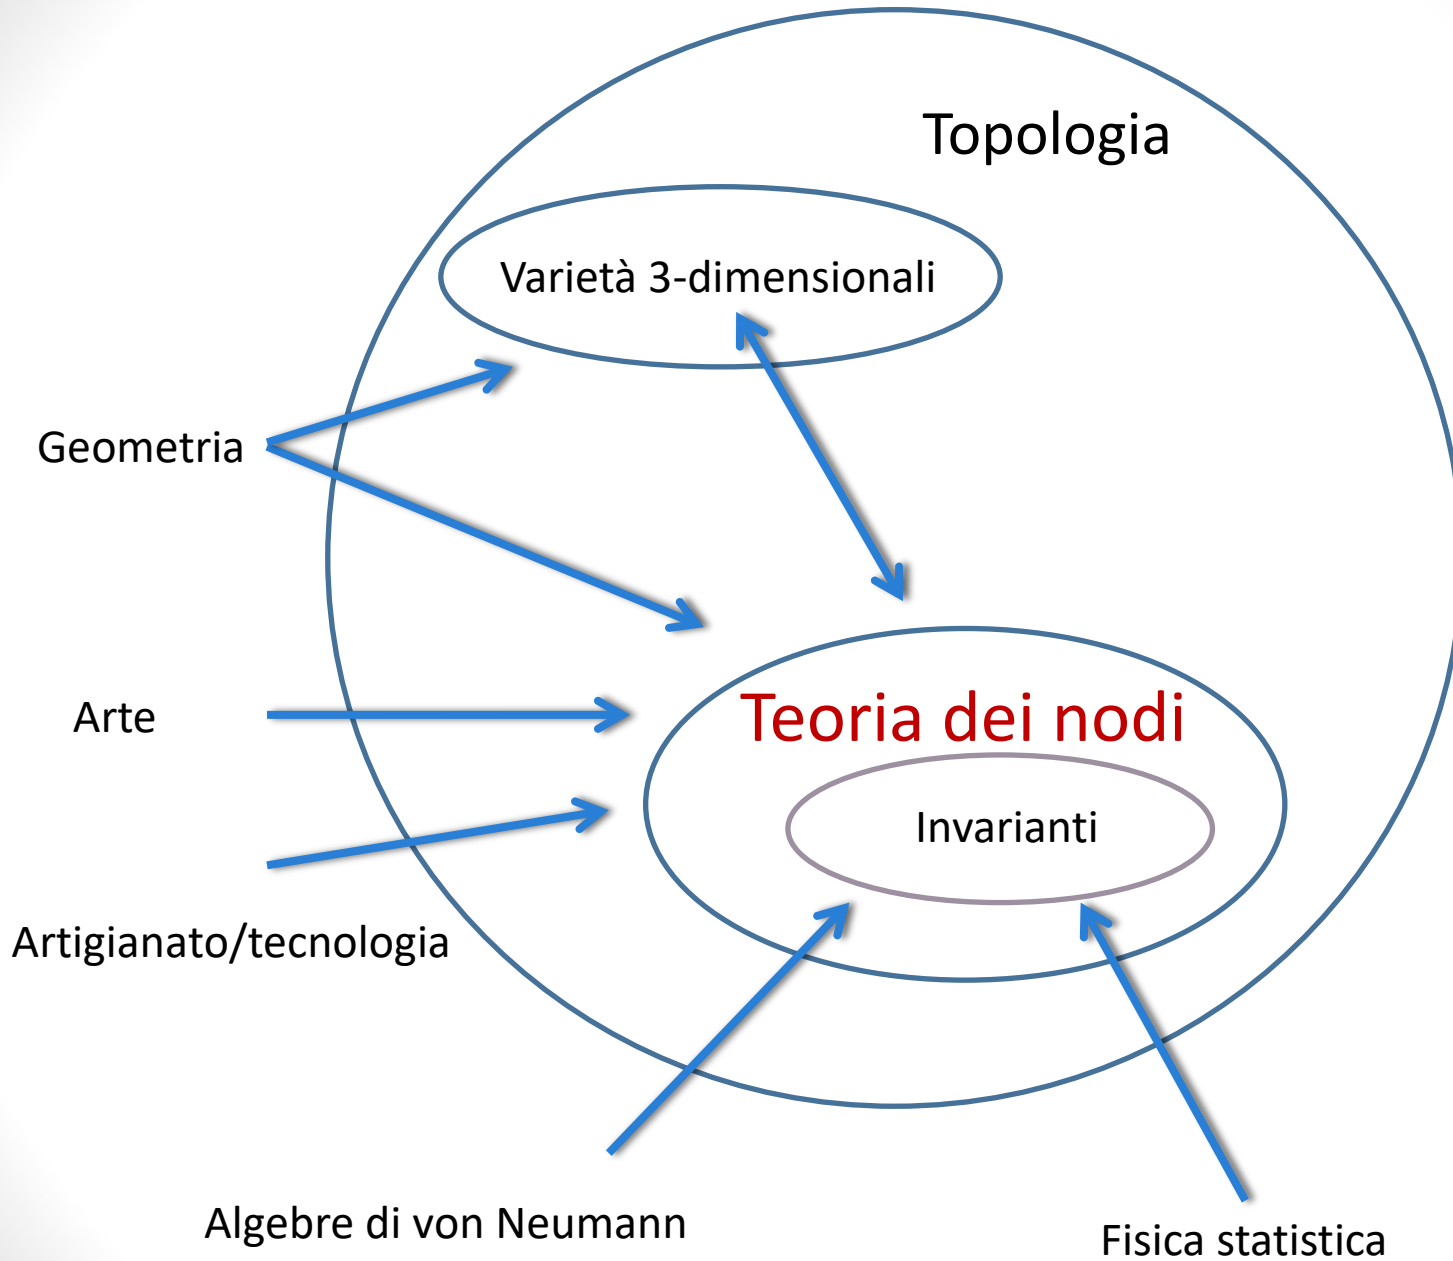 Topologia
Varietà 3-dimensionali
Geometria
Arte
Teoria dei nodi
Invarianti
Artigianato/tecnologia
Algebre di von Neumann
Fisica statistica